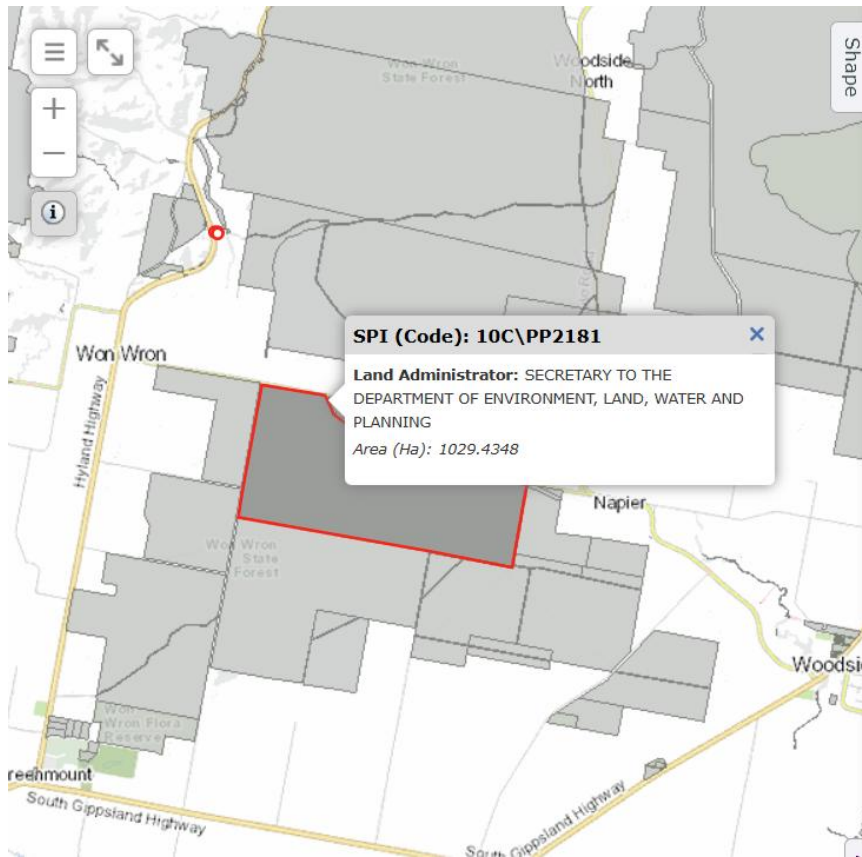 Won Wron
State Forest
Woodside
North
Shape
SPI (Code): 10C\PP2181
Land Administrator: SECRETARY TO THE
DEPARTMENT OF ENVIRONMENT, LAND, WATER AND
PLANNING
Area (Ha): 1029.4348
Won Wron
Hyland Highway
Napier
Won Wron
State
Forest
Woodsi
Won
Wron Flora
Reserve
reenmount
South Gippsland Highway
South Gippsland Highway